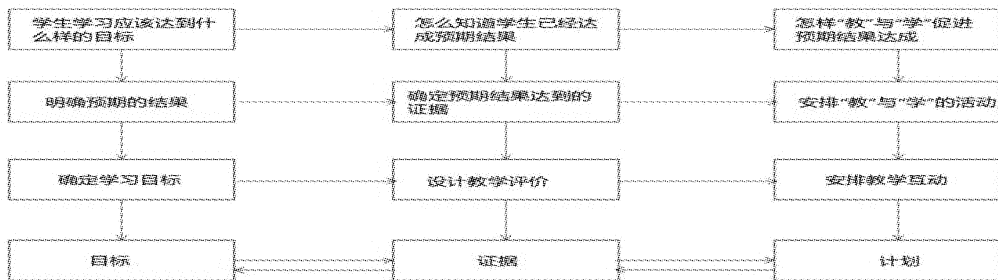 学生学习应该达到什
么样的目标
怎么知道学生已经达
成预期结果
怎样“教”与“学”促进
预期结果达成
明确预期的结果
确定预期结果达到的
证据
安排“教”与“学”的活动
确定学习目标
设计教学评价
安排教学互动
目标
证据
计划